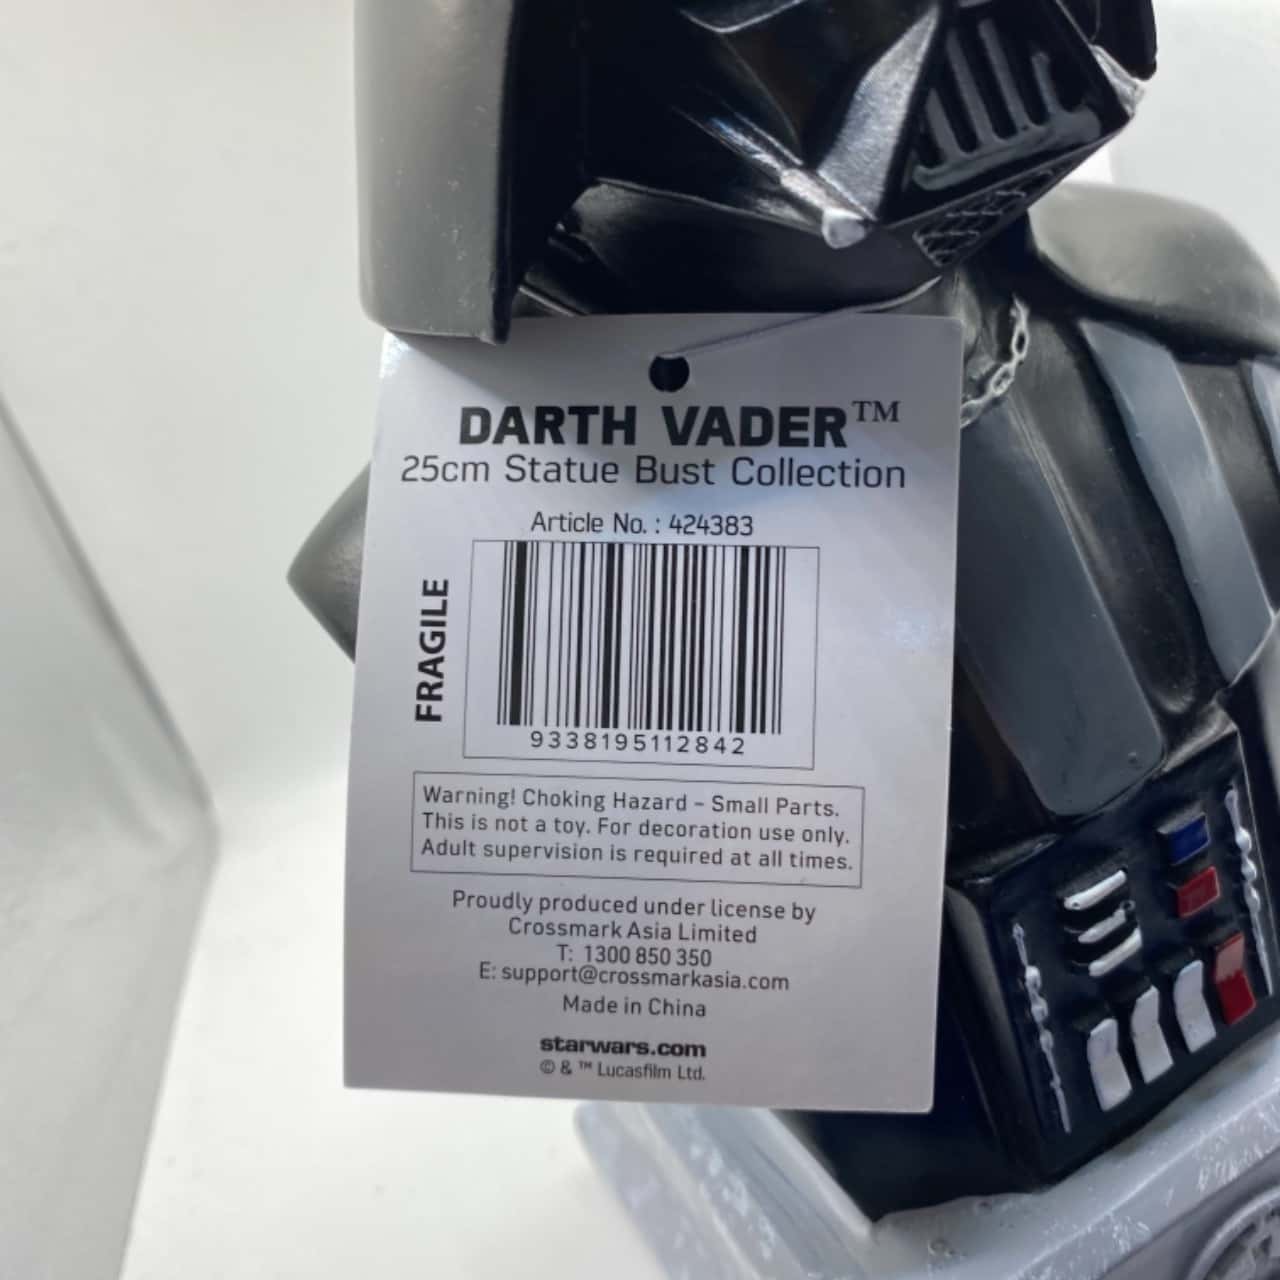 DARTH VADER™
25cm Statue Bust Collection
Article No. : 424383
FRAGILE
9338195112842
Warning! Choking Hazard – Small Parts.
This is not a toy. For decoration use only.
Adult supervision is required at all times.
Proudly produced under license by
Crossmark Asia Limited
T: 1300 850 350
E: support@crossmarkasia.com
Made in China
starwars.com
© & ™ Lucasfilm Ltd.